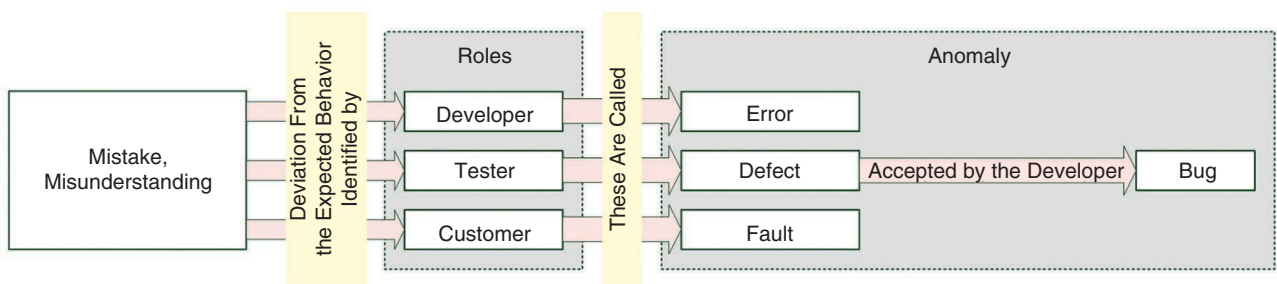 Mistake,
Misunderstanding
Deviation From
the Expected Behavior
Identified by
Roles
Developer
Tester
Customer
These Are Called
Anomaly
Error
Defect
Accepted by the Developer
Bug
Fault